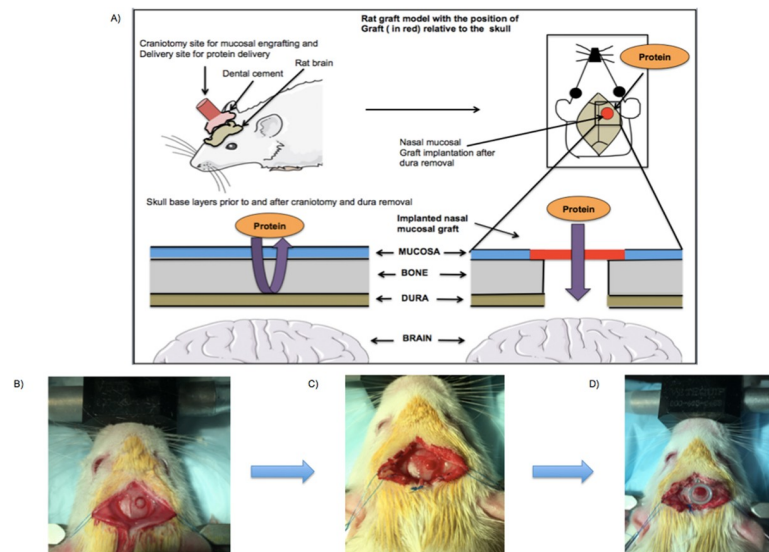 A)
Rat graft model with the position of
Graft ( in red) relative to the skull
Craniotomy site for mucosal engrafting and
Delivery site for protein delivery
Dental cement
Rat brain
Protein
Nasal mucosal
Graft implantation after
dura removal
Skull base layers prior to and after craniotomy and dura removal
Protein
Implanted nasal
mucosal graft
Protein
MUCOSA
BONE
DURA
BRAIN
B)
C)
D)